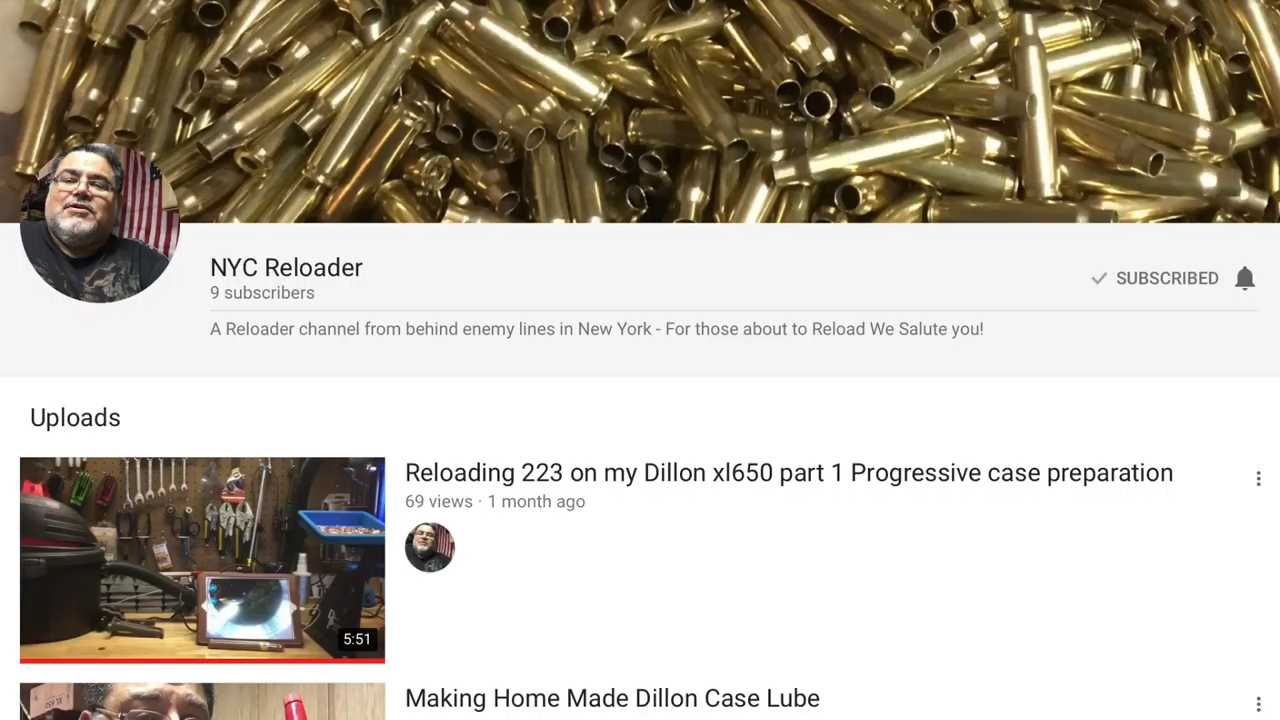 NYC Reloader
9 subscribers
SUBSCRIBED
A Reloader channel from behind enemy lines in New York - For those about to Reload We Salute you!
Uploads
Reloading 223 on my Dillon xl650 part 1 Progressive case preparation
69 views · 1 month ago
5:51
Making Home Made Dillon Case Lube